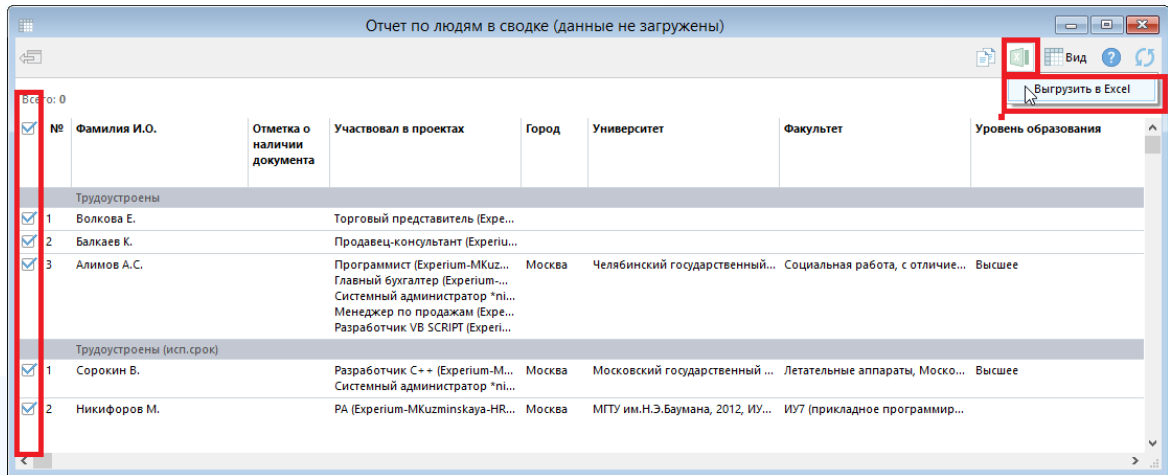 Отчет по людям в сводке (данные не загружены)
Вид
Выгрузить в Excel
Всего: 0
№ Фамилия И.О. Отметка о наличии документа Участвовал в проектах Город Университет Факультет Уровень образования
Трудоустроены
1 Волкова Е. Торговый представитель (Expe...
2 Балкаев К. Продавец-консультант (Experiu...
3 Алимов А.С. Программист (Experium-MKuz... Москва Челябинский государственный... Социальная работа, с отличие... Высшее
Главный бухгалтер (Experium-...
Системный администратор *ni...
Менеджер по продажам (Expe...
Разработчик VB SCRIPT (Experi...
Трудоустроены (исп.срок)
1 Сорокин В. Разработчик C++ (Experium-M... Москва Московский государственный ... Летательные аппараты, Моско... Высшее
Системный администратор *ni...
2 Никифоров М. PA (Experium-MKuzminskaya-HR... Москва МГТУ им.Н.Э.Баумана, 2012, ИУ... ИУ7 (прикладное программир...